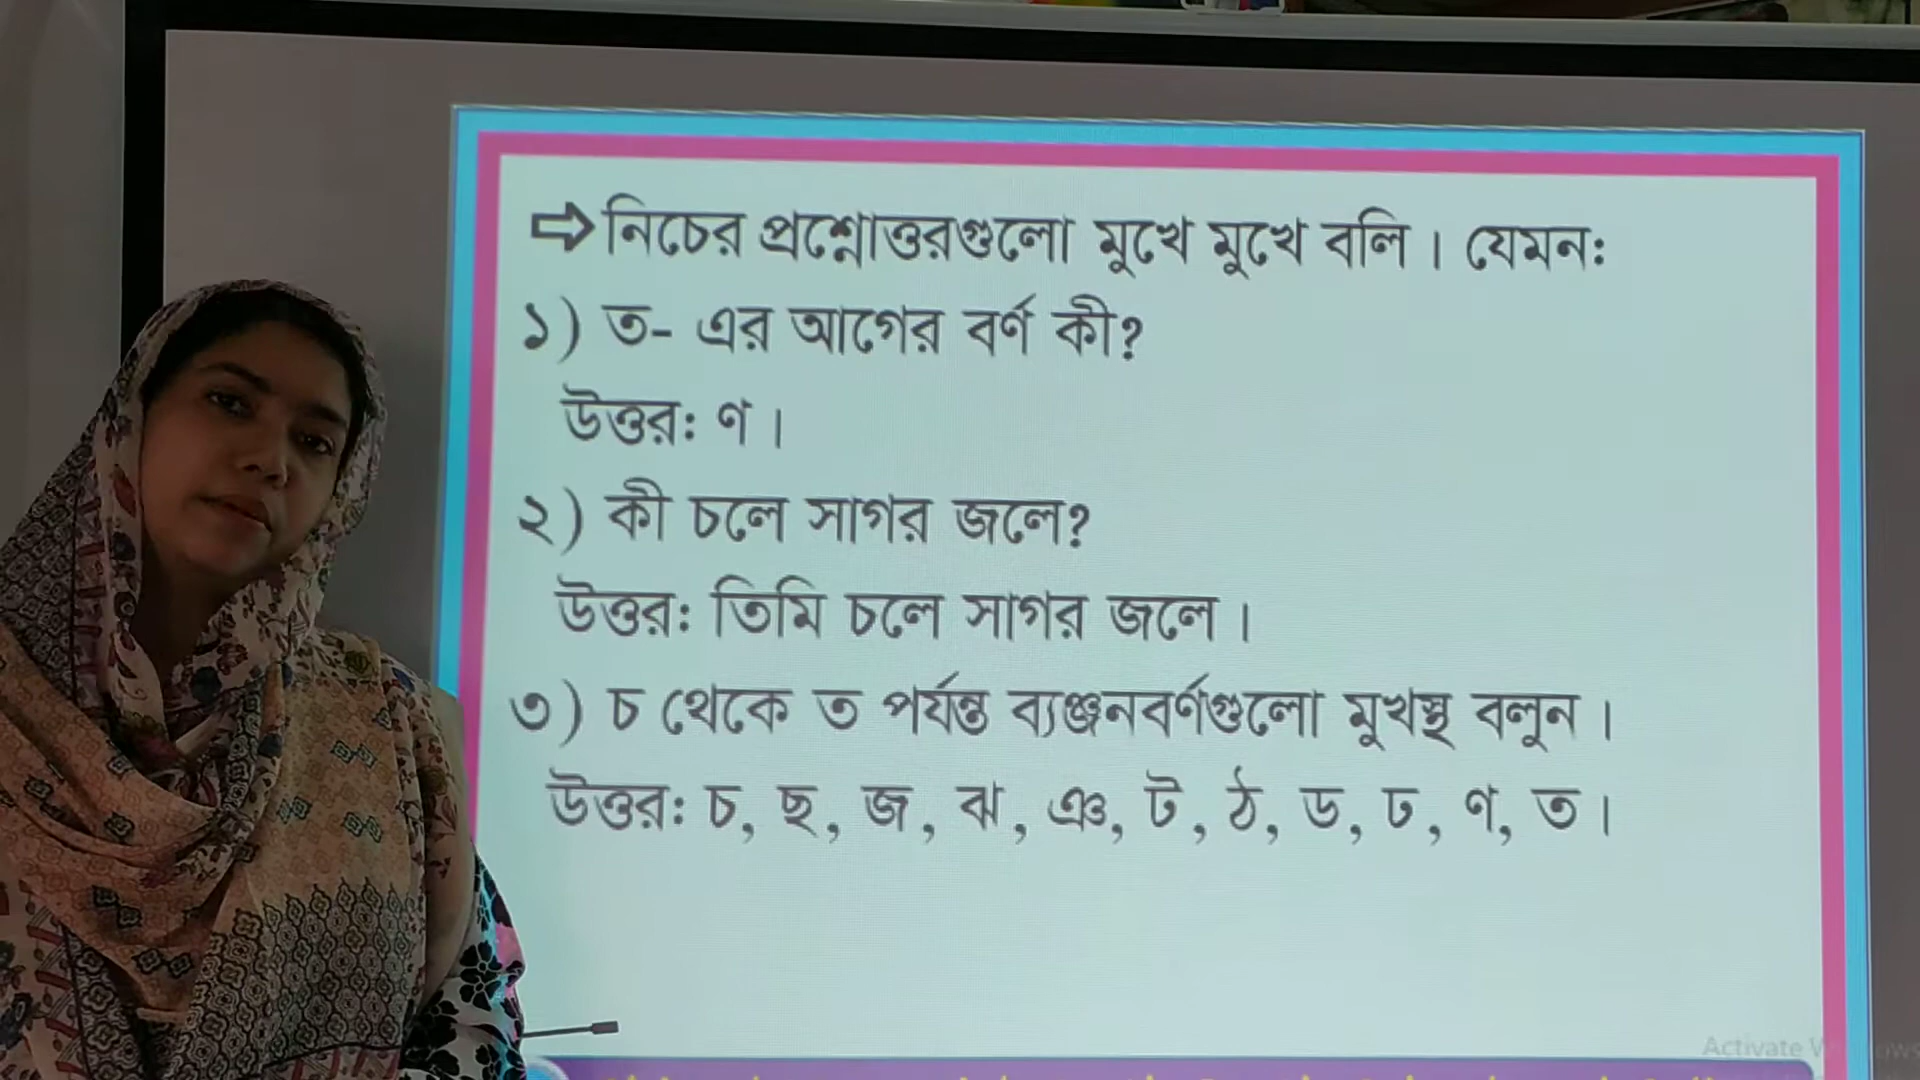 ⇨নিচের প্রশ্নোত্তরগুলো মুখে মুখে বলি। যেমন:
১) ত- এর আগের বর্ণ কী?
উত্তর: ণ।
২) কী চলে সাগর জলে?
উত্তর: তিমি চলে সাগর জলে।
৩) চ থেকে ত পর্যন্ত ব্যঞ্জনবর্ণগুলো মুখস্থ বলুন।
উত্তর: চ, ছ, জ, ঝ, ঞ, ট, ঠ, ড, ঢ, ণ, ত।
Activate